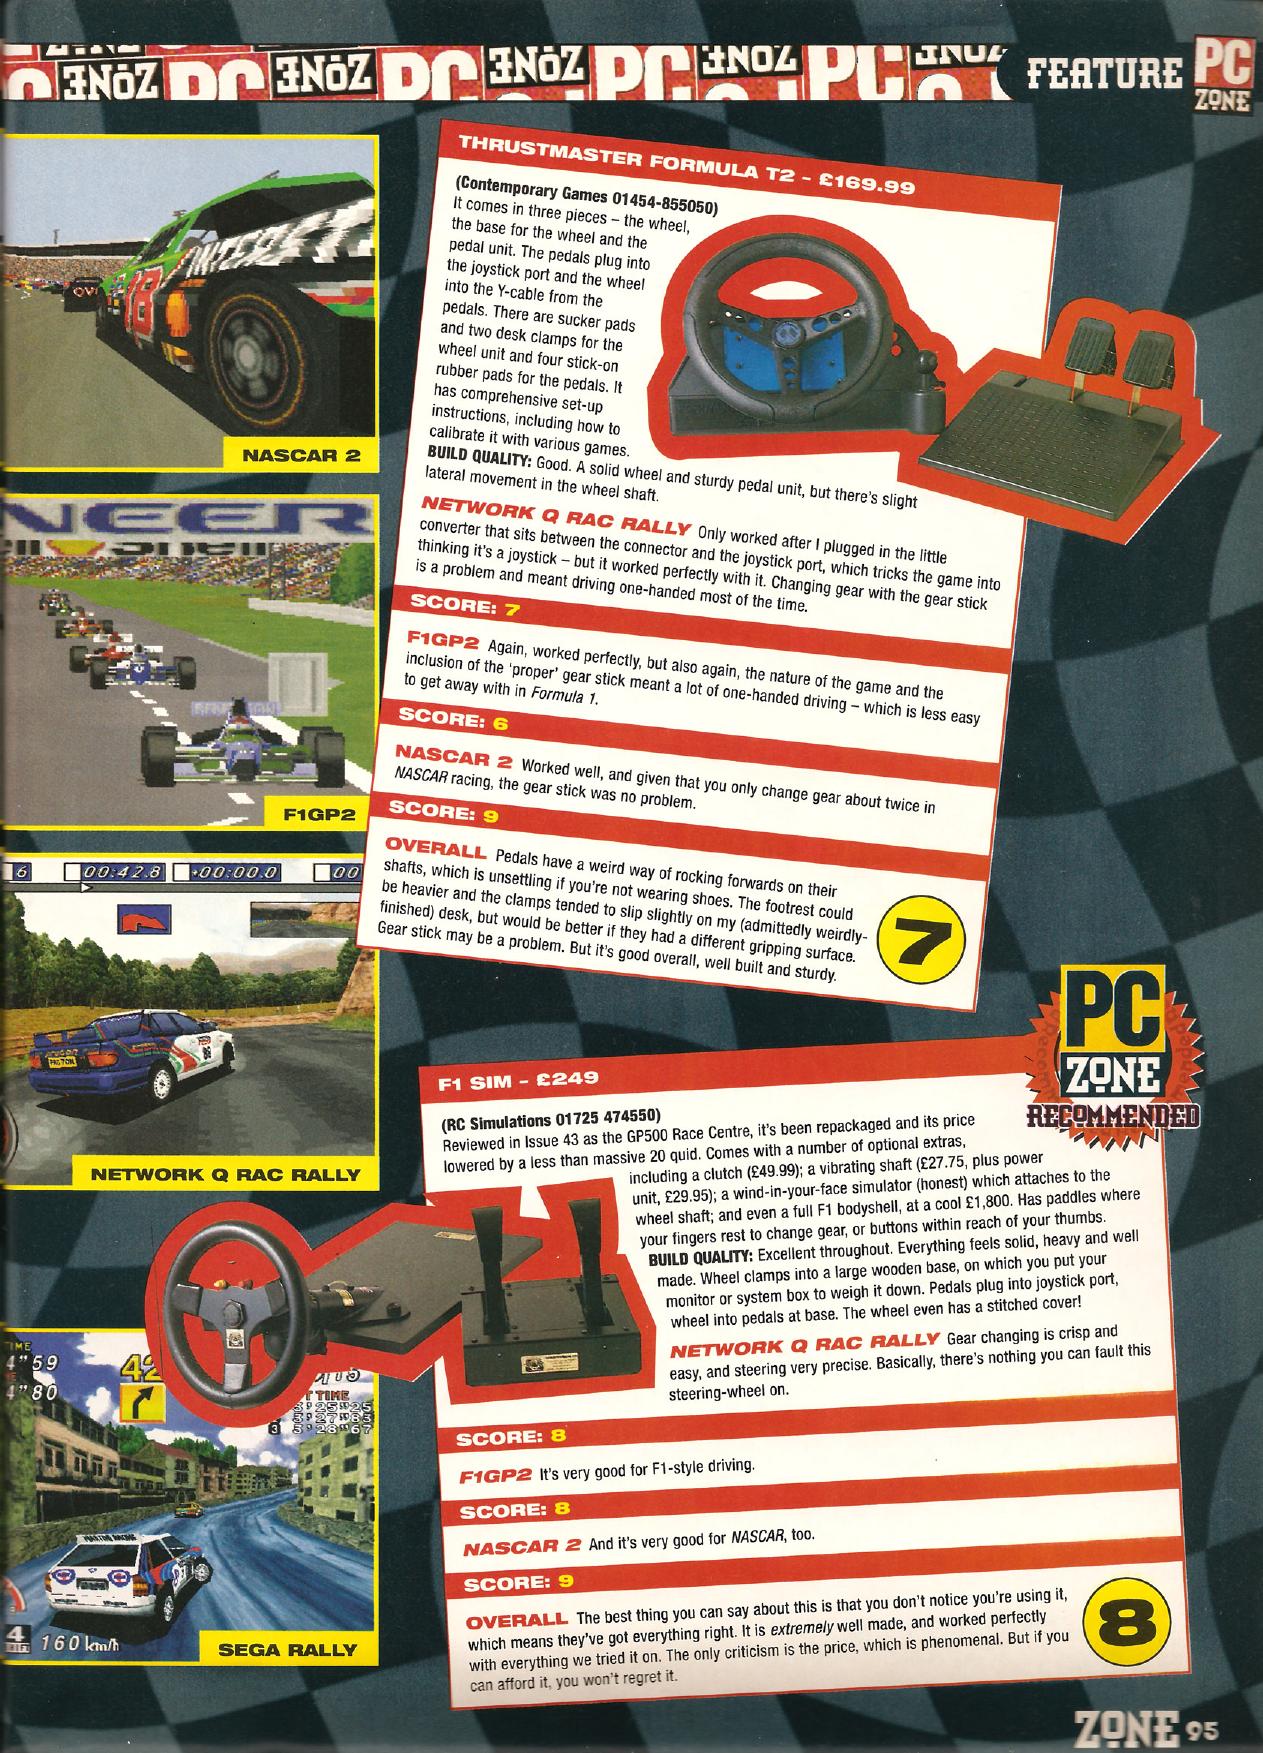 FEATURE
PC
ZONE
NASCAR 2
F1GP2
00:42.8
+00:00.0
NETWORK Q RAC RALLY
160 km/h
SEGA RALLY
THRUSTMASTER FORMULA T2 - £169.99
(Contemporary Games 01454-855050)
It comes in three pieces – the wheel,
the base for the wheel and the
pedal unit. The pedals plug into
the joystick port and the wheel
into the Y-cable from the
pedals. There are sucker pads
and two desk clamps for the
wheel unit and four stick-on
rubber pads for the pedals. It
has comprehensive set-up
instructions, including how to
calibrate it with various games.
BUILD QUALITY: Good. A solid wheel and sturdy pedal unit, but there's slight
lateral movement in the wheel shaft.
NETWORK Q RAC RALLY Only worked after I plugged in the little
converter that sits between the connector and the joystick port, which tricks the game into
thinking it's a joystick – but it worked perfectly with it. Changing gear with the gear stick
is a problem and meant driving one-handed most of the time.
SCORE: 7
F1GP2 Again, worked perfectly, but also again, the nature of the game and the
inclusion of the 'proper' gear stick meant a lot of one-handed driving – which is less easy
to get away with in Formula 1.
SCORE: 6
NASCAR 2 Worked well, and given that you only change gear about twice in
NASCAR racing, the gear stick was no problem.
SCORE: 9
OVERALL Pedals have a weird way of rocking forwards on their
shafts, which is unsettling if you're not wearing shoes. The footrest could
be heavier and the clamps tended to slip slightly on my (admittedly weirdly-
finished) desk, but would be better if they had a different gripping surface.
Gear stick may be a problem. But it's good overall, well built and sturdy.
7
PC
ZONE
RECOMMENDED
F1 SIM - £249
(RC Simulations 01725 474550)
Reviewed in Issue 43 as the GP500 Race Centre, it's been repackaged and its price
lowered by a less than massive 20 quid. Comes with a number of optional extras,
including a clutch (£49.99); a vibrating shaft (£27.75, plus power
unit, £29.95); a wind-in-your-face simulator (honest) which attaches to the
wheel shaft; and even a full F1 bodyshell, at a cool £1,800. Has paddles where
your fingers rest to change gear, or buttons within reach of your thumbs.
BUILD QUALITY: Excellent throughout. Everything feels solid, heavy and well
made. Wheel clamps into a large wooden base, on which you put your
monitor or system box to weigh it down. Pedals plug into joystick port,
wheel into pedals at base. The wheel even has a stitched cover!
NETWORK Q RAC RALLY Gear changing is crisp and
easy, and steering very precise. Basically, there's nothing you can fault this
steering-wheel on.
SCORE: 8
F1GP2 It's very good for F1-style driving.
SCORE: 8
NASCAR 2 And it's very good for NASCAR, too.
SCORE: 9
OVERALL The best thing you can say about this is that you don't notice you're using it,
which means they've got everything right. It is extremely well made, and worked perfectly
with everything we tried it on. The only criticism is the price, which is phenomenal. But if you
can afford it, you won't regret it.
8
ZONE 95